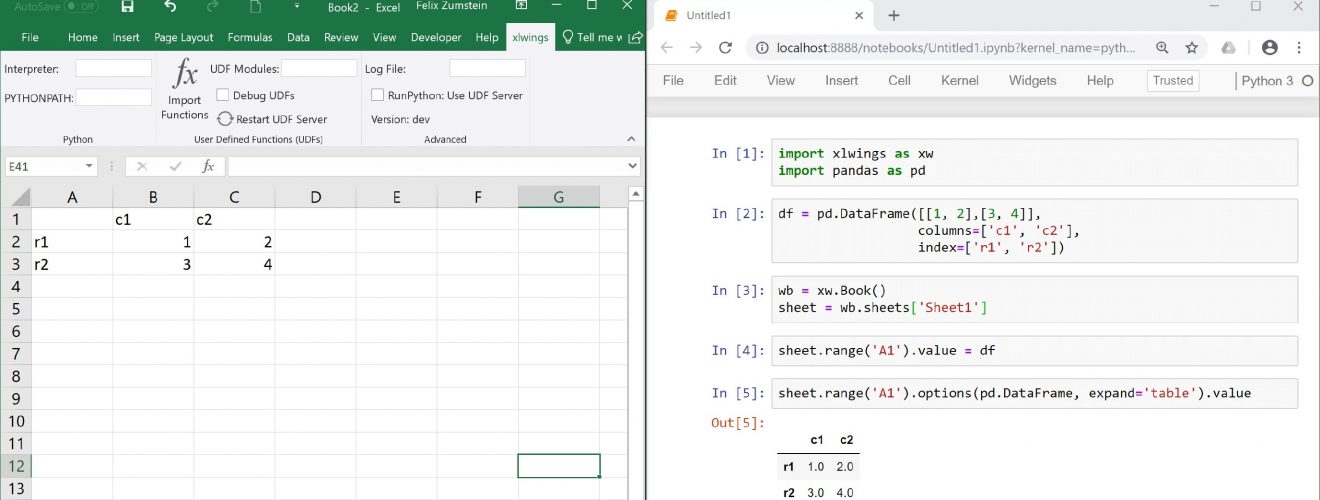 AutoSave Off Book2 - Excel Felix Zumstein
File Home Insert Page Layout Formulas Data Review View Developer Help xlwings Tell me w
Interpreter:
PYTHONPATH:
Python
fx
Import
Functions
UDF Modules:
Debug UDFs
Restart UDF Server
User Defined Functions (UDFs)
Log File:
RunPython: Use UDF Server
Version: dev
Advanced
E41 fx
A B C D E F G
1 c1 c2
2 r1 1 2
3 r2 3 4
4
5
6
7
8
9
10
11
12
13
Untitled1
localhost:8888/notebooks/Untitled1.ipynb?kernel_name=pyth...
File Edit View Insert Cell Kernel Widgets Help Trusted Python 3
In [1]: import xlwings as xw
import pandas as pd
In [2]: df = pd.DataFrame([[1, 2],[3, 4]],
columns=['c1', 'c2'],
index=['r1', 'r2'])
In [3]: wb = xw.Book()
sheet = wb.sheets['Sheet1']
In [4]: sheet.range('A1').value = df
In [5]: sheet.range('A1').options(pd.DataFrame, expand='table').value
Out[5]:
c1 c2
r1 1.0 2.0
r2 3.0 4.0